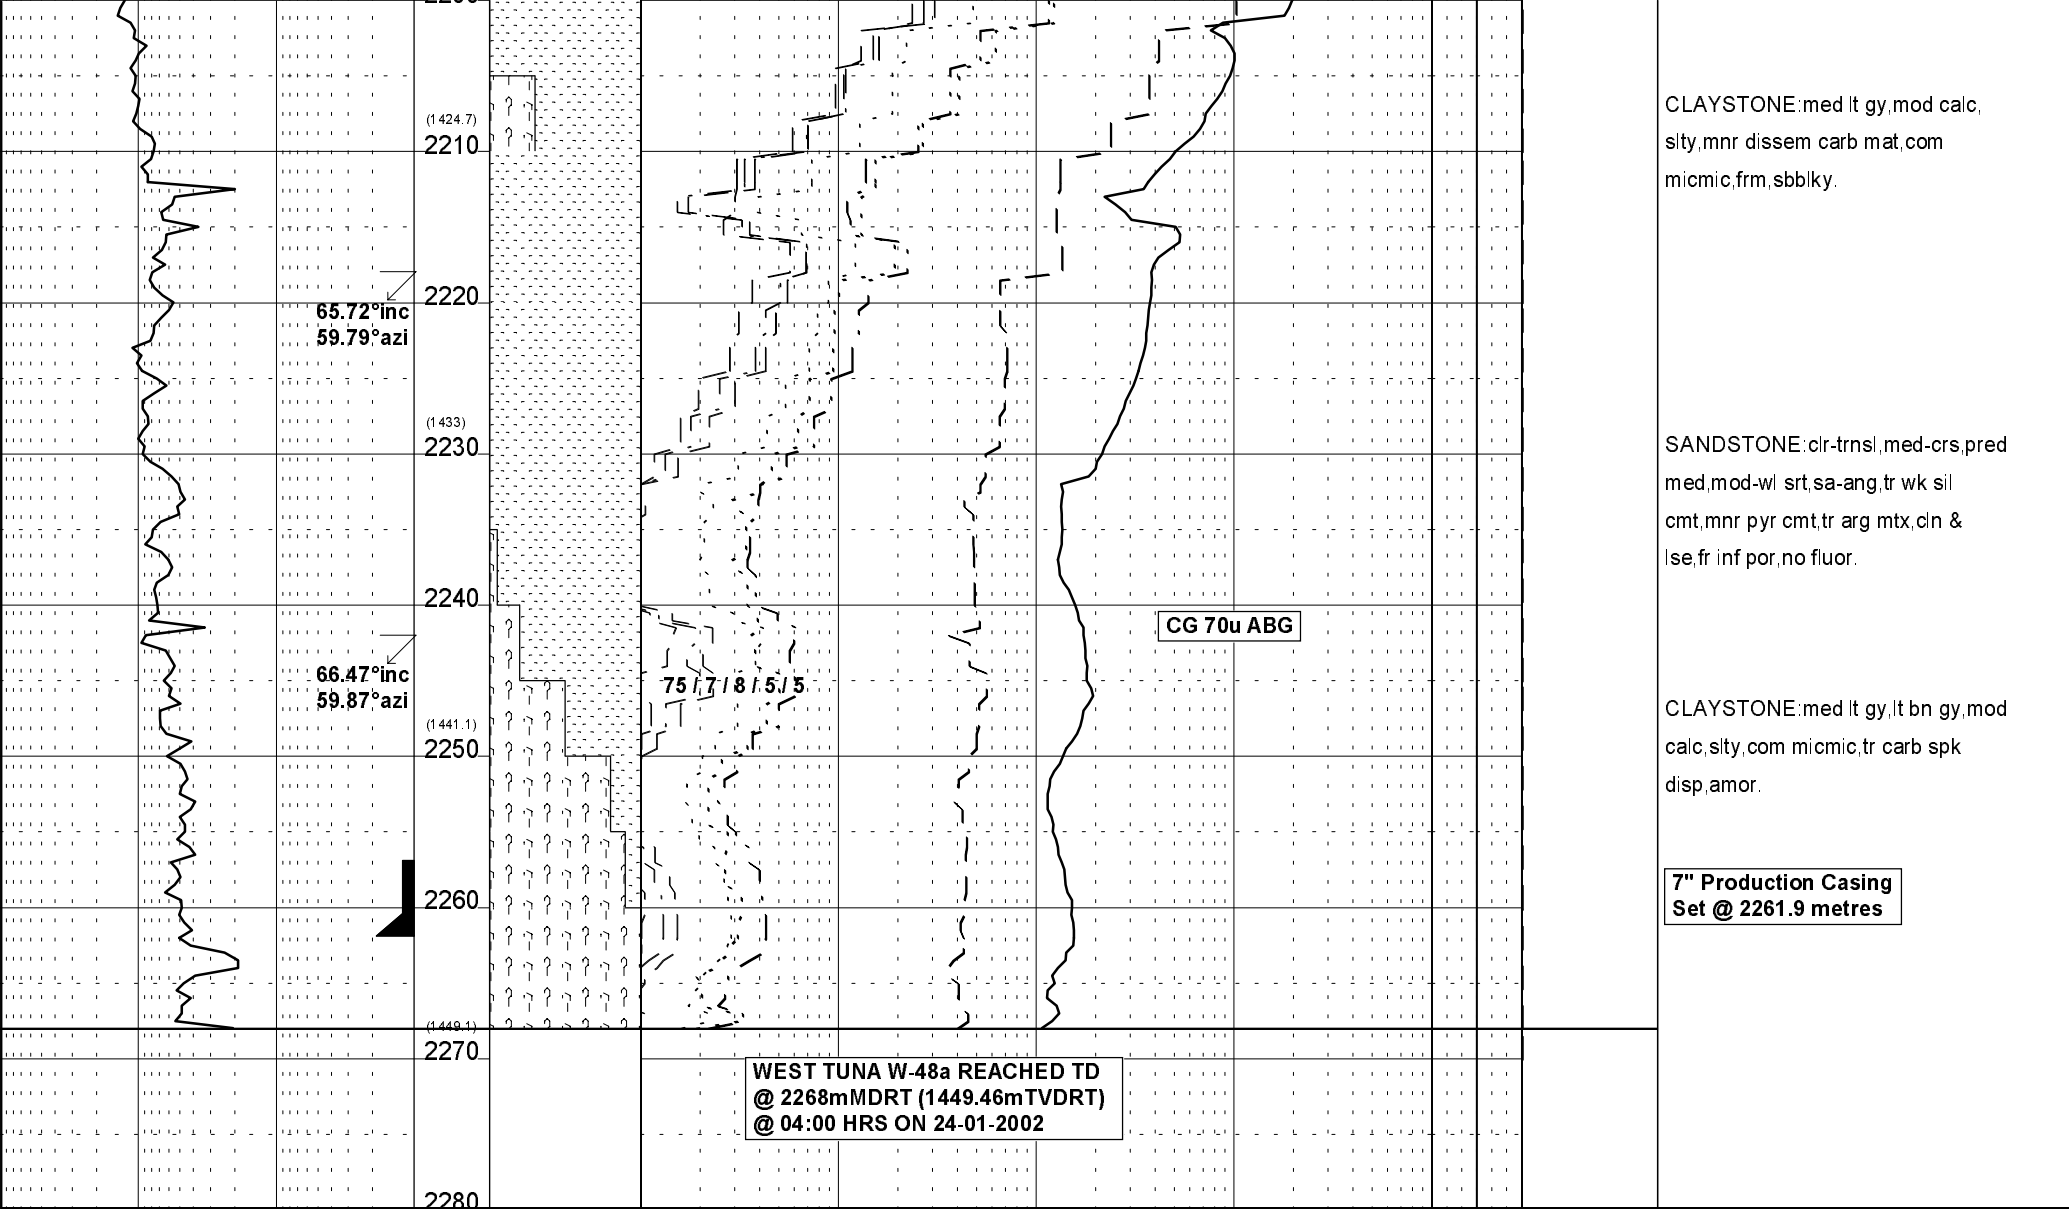 2200
CLAYSTONE:med lt gy,mod calc,
slty,mnr dissem carb mat,com
micmic,frm,sbblky.
(1424.7)
2210
65.72°inc
59.79°azi
2220
(1433)
2230
SANDSTONE:clr-trnsl,med-crs,pred
med,mod-wl srt,sa-ang,tr wk sil
cmt,mnr pyr cmt,tr arg mtx,cln &
lse,fr inf por,no fluor.
2240
CG 70u ABG
66.47°inc
59.87°azi
75 / 7 / 8 / 5 / 5
(1441.1)
2250
CLAYSTONE:med lt gy,lt bn gy,mod
calc,slty,com micmic,tr carb spk
disp,amor.
7" Production Casing
Set @ 2261.9 metres
2260
(1449.1)
2270
WEST TUNA W-48a REACHED TD
@ 2268mMDRT (1449.46mTVDRT)
@ 04:00 HRS ON 24-01-2002
2280